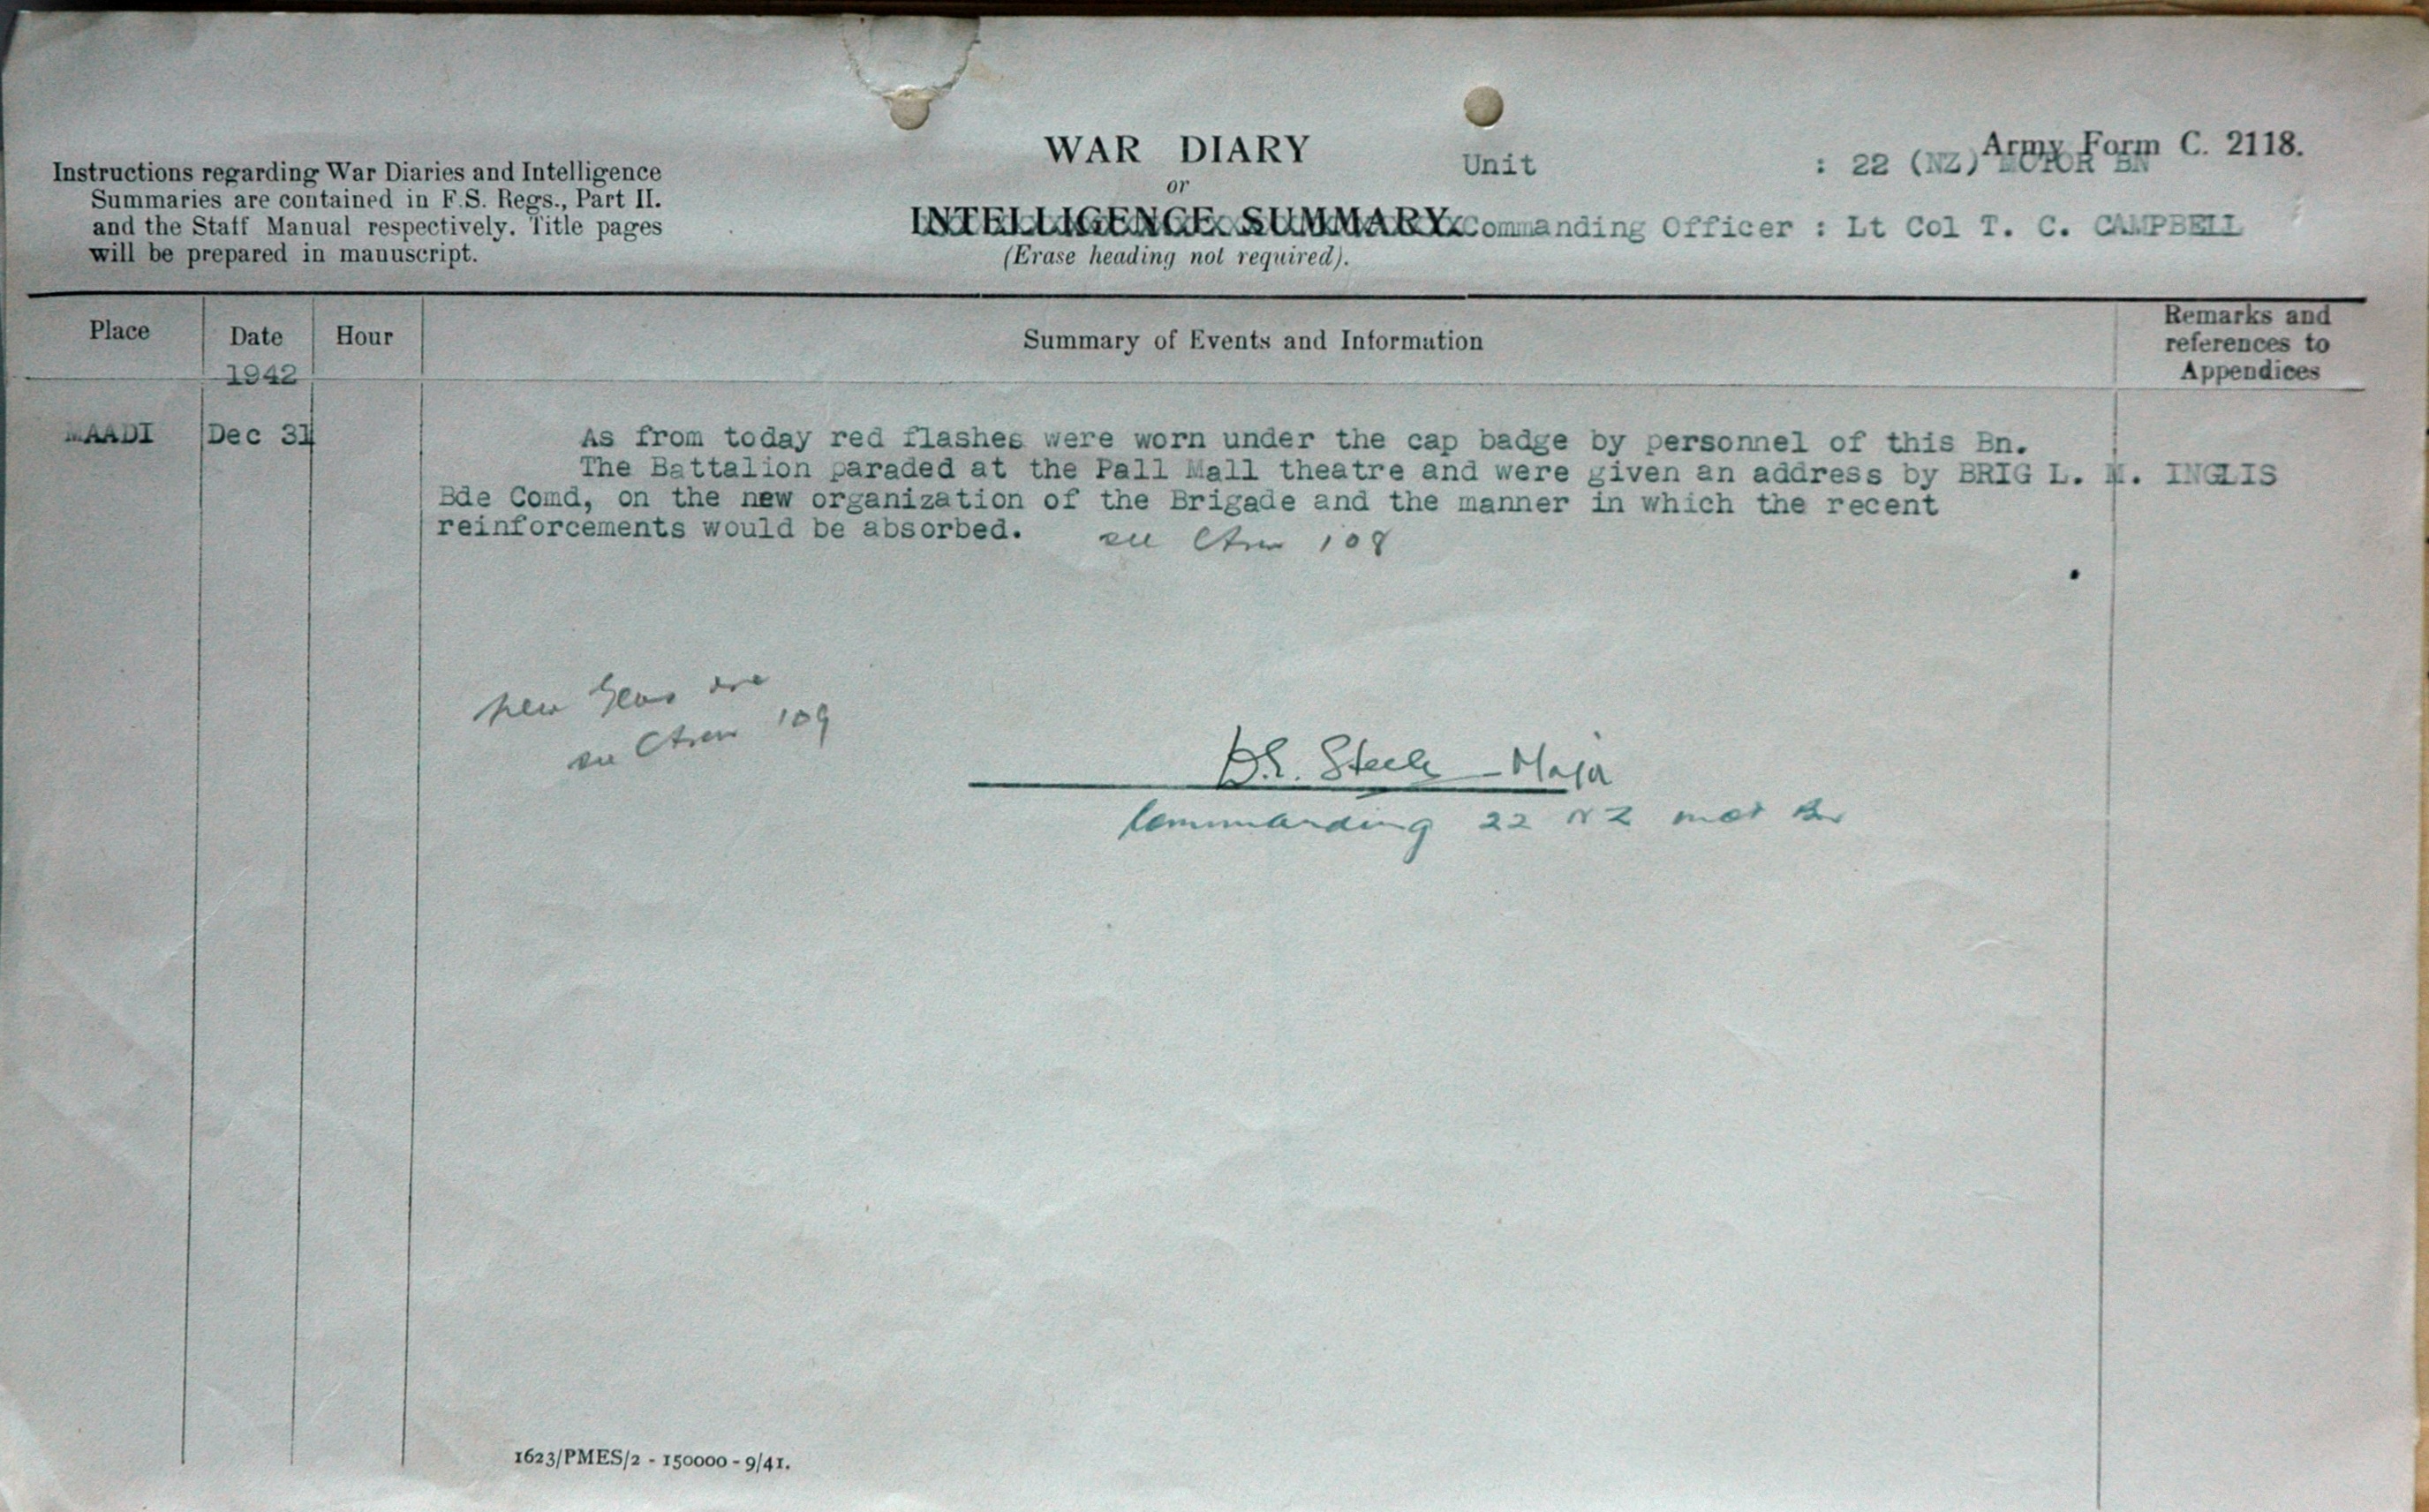 WAR DIARY
or
INTELLIGENCE SUMMARY
(Erase heading not required).
Instructions regarding War Diaries and Intelligence
Summaries are contained in F.S. Regs., Part II.
and the Staff Manual respectively. Title pages
will be prepared in manuscript.
Army Form C. 2118.
Unit : 22 (NZ) MOTOR BN
Commanding Officer : Lt Col T. C. CAMPBELL
Place Date Hour Summary of Events and Information Remarks and references to Appendices
1942
MAADI Dec 31 As from today red flashes were worn under the cap badge by personnel of this Bn.
The Battalion paraded at the Pall Mall theatre and were given an address by BRIG L. M. INGLIS
Bde Comd, on the new organization of the Brigade and the manner in which the recent
reinforcements would be absorbed. 108
new Years
109
D.E. Steele - Major
Commanding 22 NZ mot Bn
1623/PMES/2 - 150000 - 9/41.